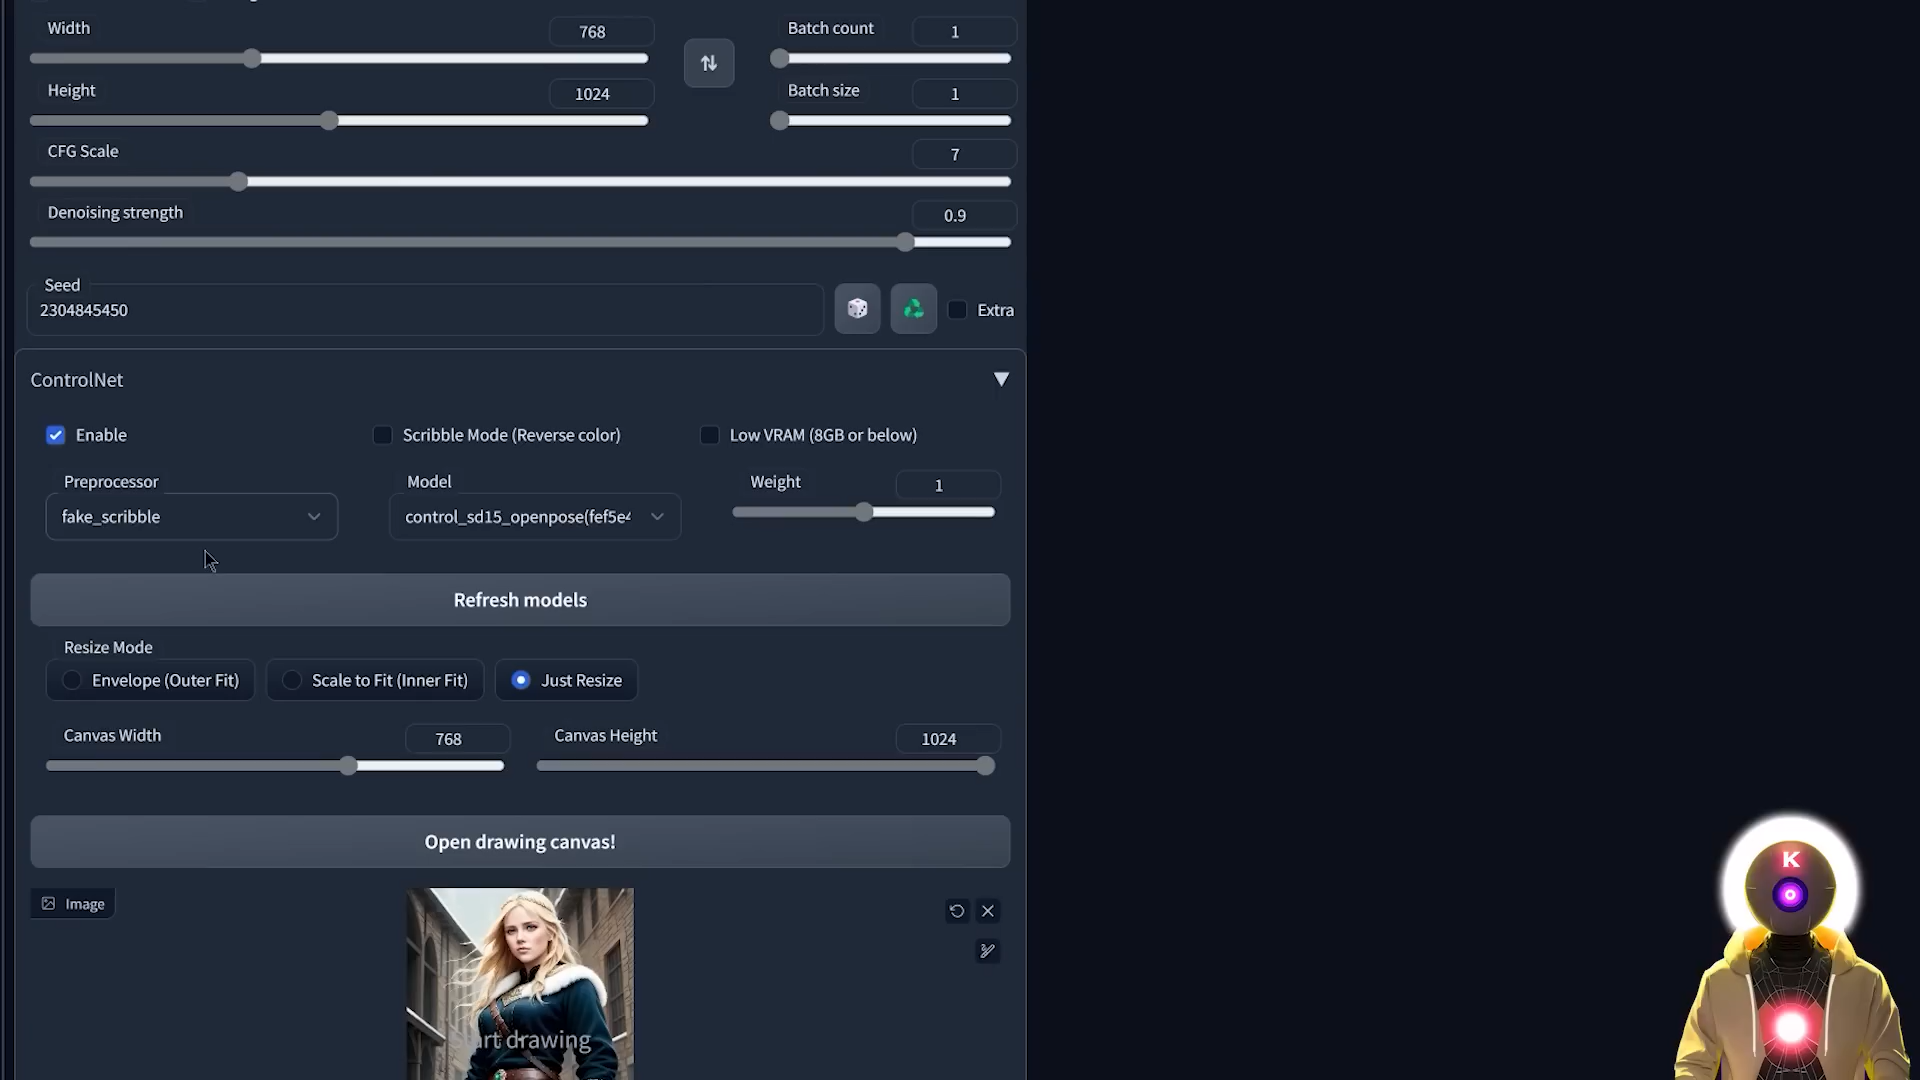 Width
768
Batch count
1
Height
1024
Batch size
1
CFG Scale
7
Denoising strength
0.9
Seed
2304845450
Extra
ControlNet
Enable
Scribble Mode (Reverse color)
Low VRAM (8GB or below)
Preprocessor
Model
Weight
1
fake_scribble
control_sd15_openpose(fef5e4
Refresh models
Resize Mode
Envelope (Outer Fit)
Scale to Fit (Inner Fit)
Just Resize
Canvas Width
768
Canvas Height
1024
Open drawing canvas!
Image
K
drawing